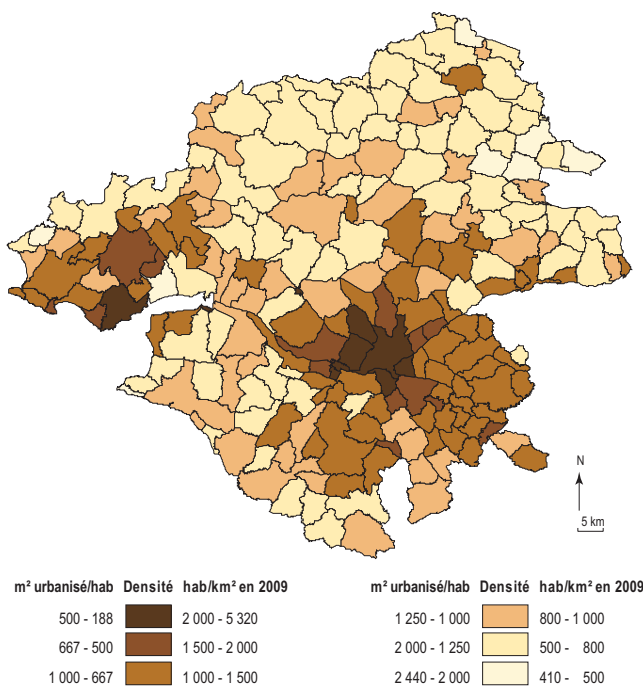 N
5 km
m² urbanisé/hab Densité hab/km² en 2009
500 - 188 2 000 - 5 320
667 - 500 1 500 - 2 000
1 000 - 667 1 000 - 1 500
m² urbanisé/hab Densité hab/km² en 2009
1 250 - 1 000 800 - 1 000
2 000 - 1 250 500 - 800
2 440 - 2 000 410 - 500